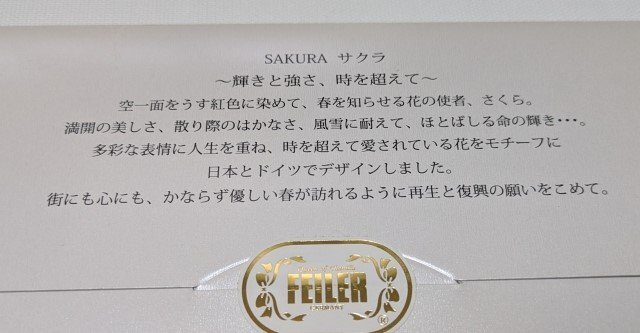 SAKURA サクラ
〜輝きと強さ、時を超えて〜
空一面をうす紅色に染めて、春を知らせる花の使者、さくら。
満開の美しさ、散り際のはかなさ、風雪に耐えて、ほとばしる命の輝き・・・。
多彩な表情に人生を重ね、時を超えて愛されている花をモチーフに
日本とドイツでデザインしました。
街にも心にも、かならず優しい春が訪れるように再生と復興の願いをこめて。
FEILER
®